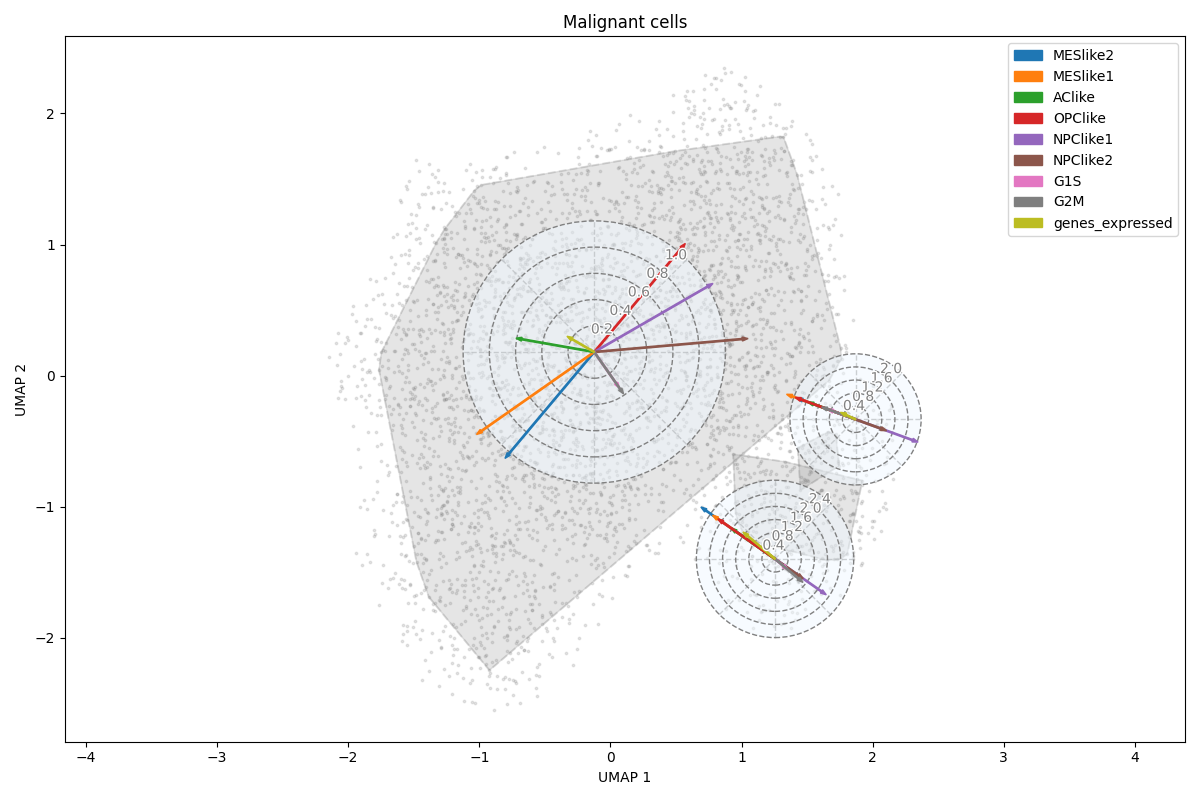 Malignant cells
MESlike2
MESlike1
AClike
OPClike
NPClike1
NPClike2
G1S
G2M
genes_expressed
2
1
0
−1
−2
UMAP 2
1.0
0.8
0.6
0.4
0.2
2.0
1.6
1.2
0.8
0.4
2.4
2.0
1.6
1.2
0.8
0.4
−4
−3
−2
−1
0
1
2
3
4
UMAP 1